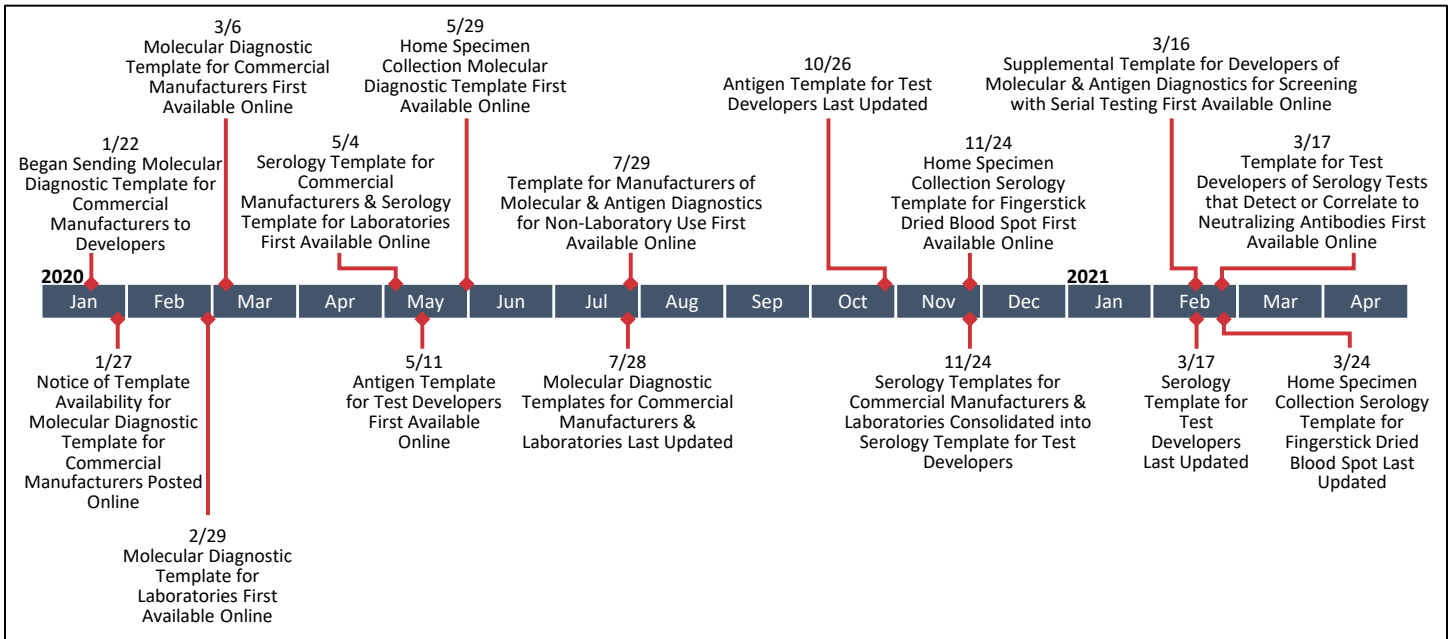 3/6
Molecular Diagnostic
Template for Commercial
Manufacturers First
Available Online
5/29
Home Specimen
Collection Molecular
Diagnostic Template First
Available Online
10/26
Antigen Template for Test
Developers Last Updated
3/16
Supplemental Template for Developers of
Molecular & Antigen Diagnostics for Screening
with Serial Testing First Available Online
1/22
Began Sending Molecular
Diagnostic Template for
Commercial
Manufacturers to
Developers
5/4
Serology Template for
Commercial
Manufacturers & Serology
Template for Laboratories
First Available Online
7/29
Template for Manufacturers of
Molecular & Antigen Diagnostics
for Non-Laboratory Use First
Available Online
11/24
Home Specimen
Collection Serology
Template for Fingerstick
Dried Blood Spot First
Available Online
3/17
Template for Test
Developers of Serology Tests
that Detect or Correlate to
Neutralizing Antibodies First
Available Online
2020 2021
Jan Feb Mar Apr May Jun Jul Aug Sep Oct Nov Dec Jan Feb Mar Apr
1/27
Notice of Template
Availability for
Molecular Diagnostic
Template for
Commercial
Manufacturers Posted
Online
5/11
Antigen Template
for Test Developers
First Available
Online
7/28
Molecular Diagnostic
Templates for Commercial
Manufacturers &
Laboratories Last Updated
11/24
Serology Templates for
Commercial Manufacturers &
Laboratories Consolidated into
Serology Template for Test
Developers
3/17
Serology
Template for
Test
Developers
Last Updated
3/24
Home Specimen
Collection Serology
Template for
Fingerstick Dried
Blood Spot Last
Updated
2/29
Molecular Diagnostic
Template for
Laboratories First
Available Online